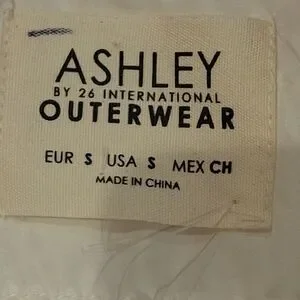 ASHLEY
BY 26 INTERNATIONAL
OUTERWEAR
EUR S USA S MEX CH
MADE IN CHINA